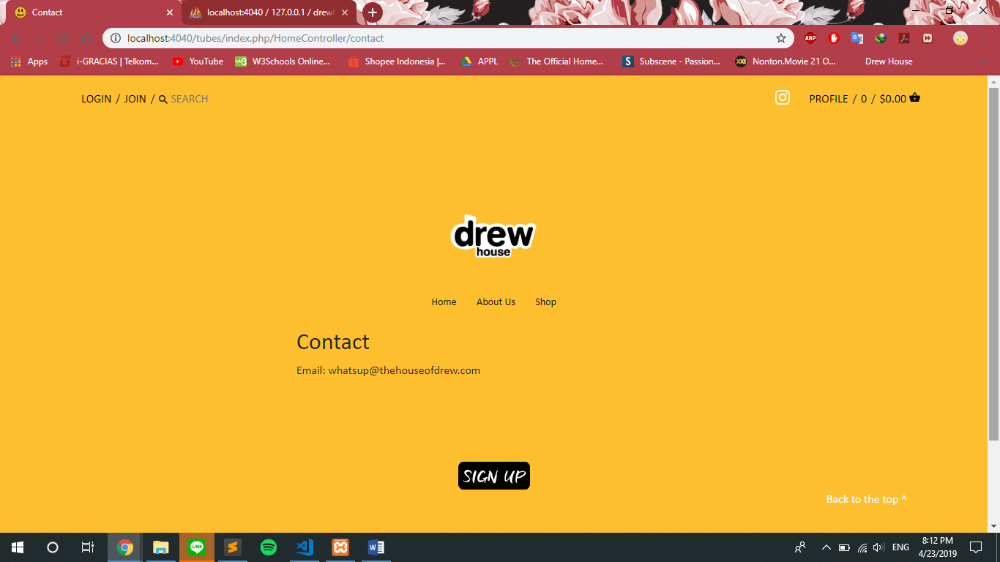 Contact
localhost:4040 / 127.0.0.1 / drew
localhost:4040/tubes/index.php/HomeController/contact
ABP
Apps i-GRACIAS | Telkom... YouTube W3Schools Online... Shopee Indonesia |... APPL The Official Home... Subscene - Passion... Nonton.Movie 21 O... Drew House
LOGIN / JOIN / SEARCH PROFILE / 0 / $0.00
drew
house
Home About Us Shop
Contact
Email: whatsup@thehouseofdrew.com
SIGN UP
Back to the top ^
LINE
ENG
8:12 PM
4/23/2019